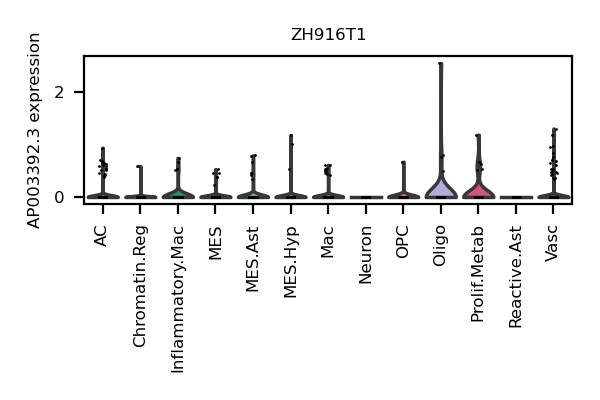 ZH916T1
AP003392.3 expression
2
0
AC
Chromatin.Reg
Inflammatory.Mac
MES
MES.Ast
MES.Hyp
Mac
Neuron
OPC
Oligo
Prolif.Metab
Reactive.Ast
Vasc